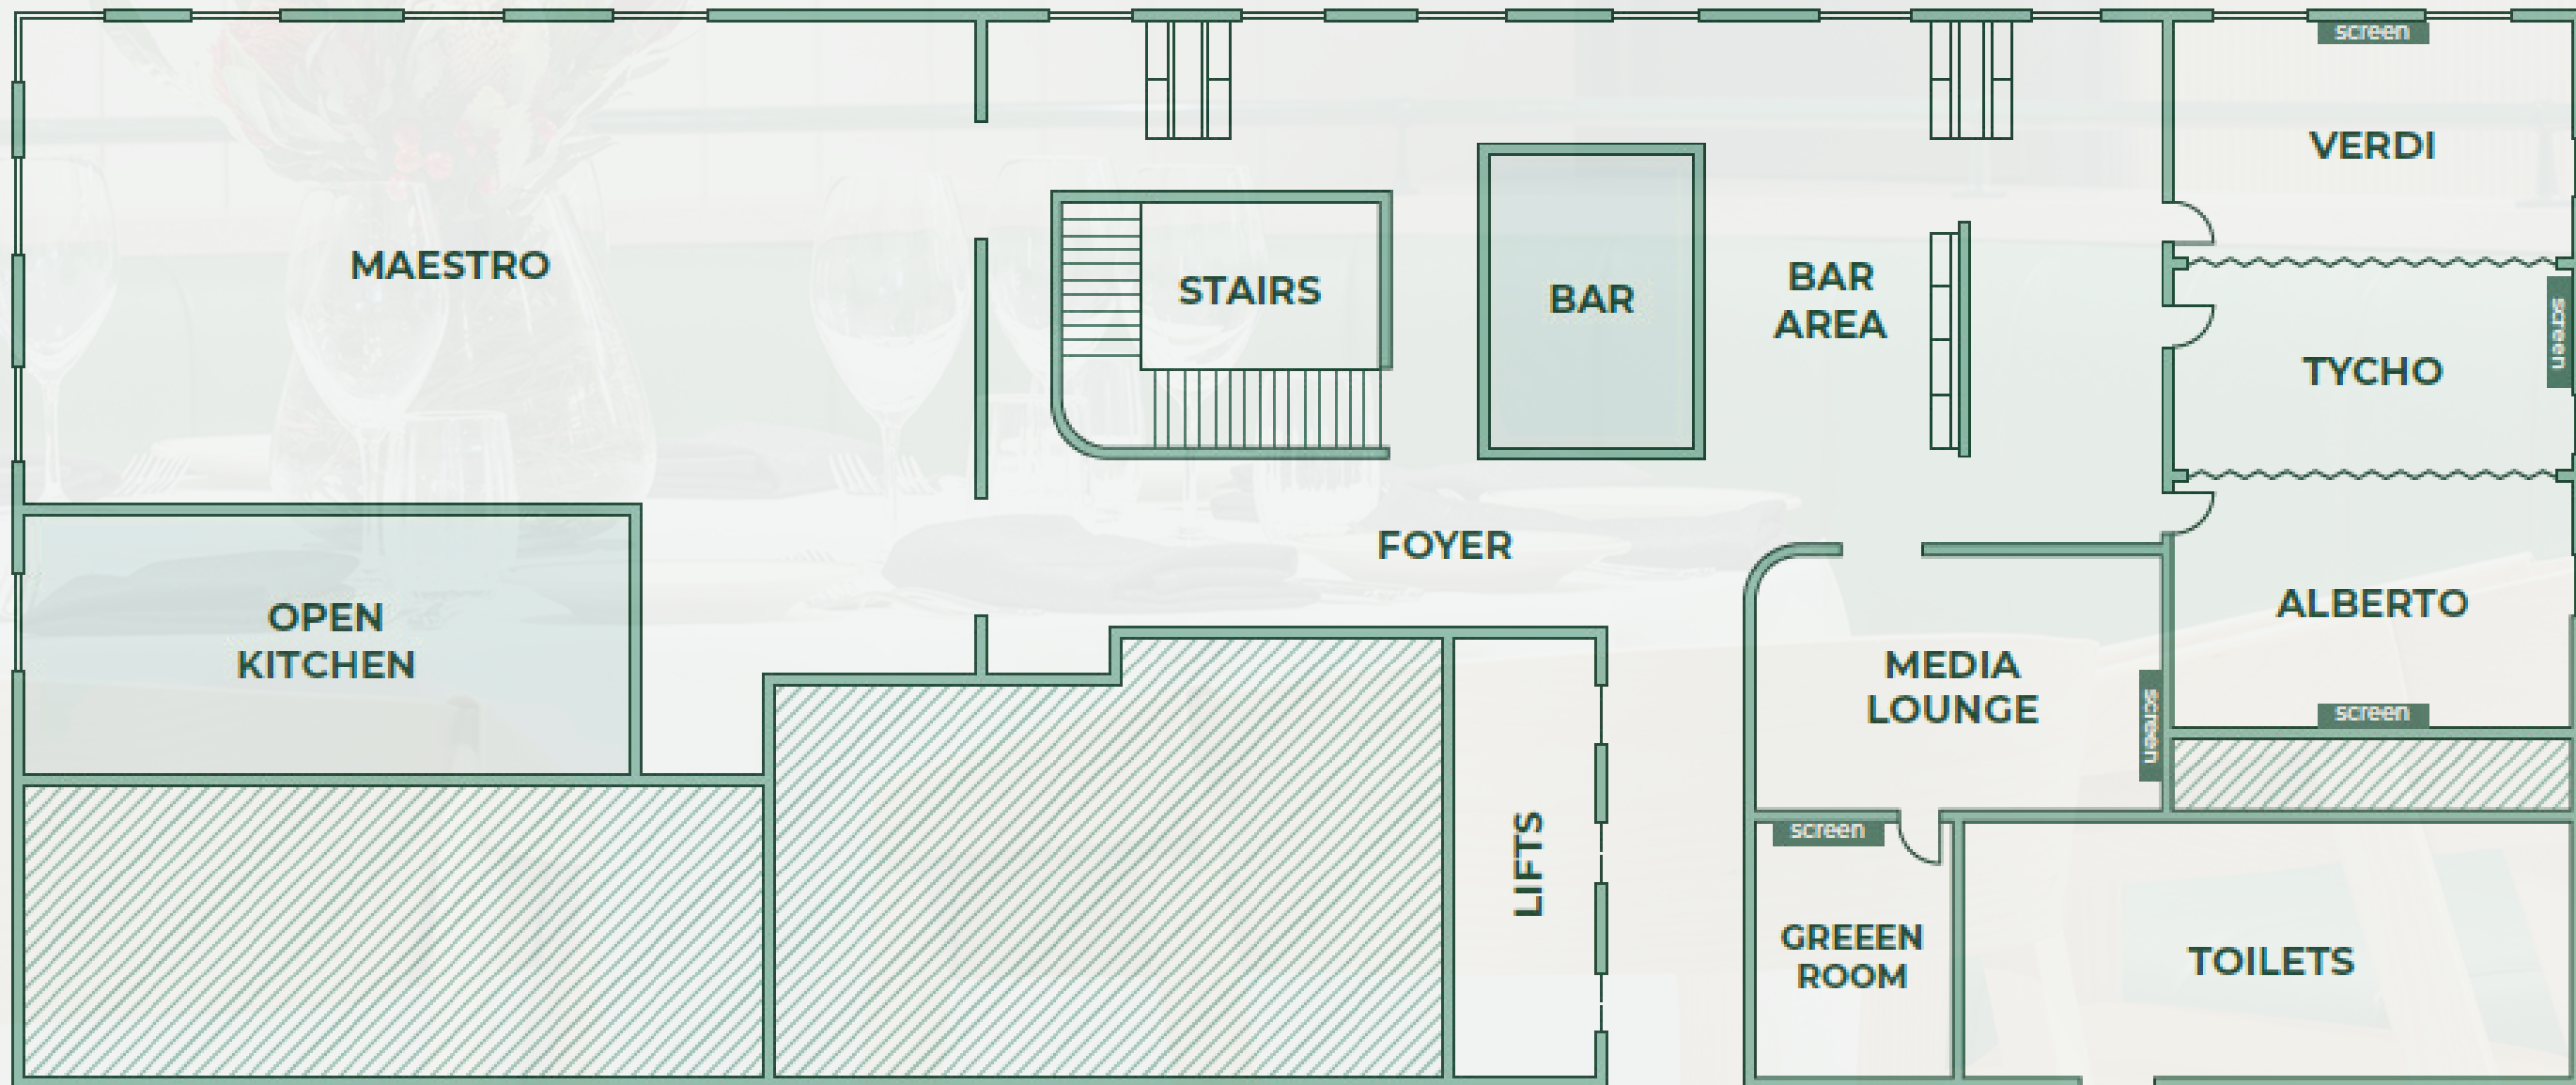 screen
VERDI
MAESTRO
STAIRS
BAR
BAR
AREA
screen
TYCHO
FOYER
OPEN
KITCHEN
ALBERTO
MEDIA
LOUNGE
screen
screen
screen
LIFTS
GREEEN
ROOM
TOILETS